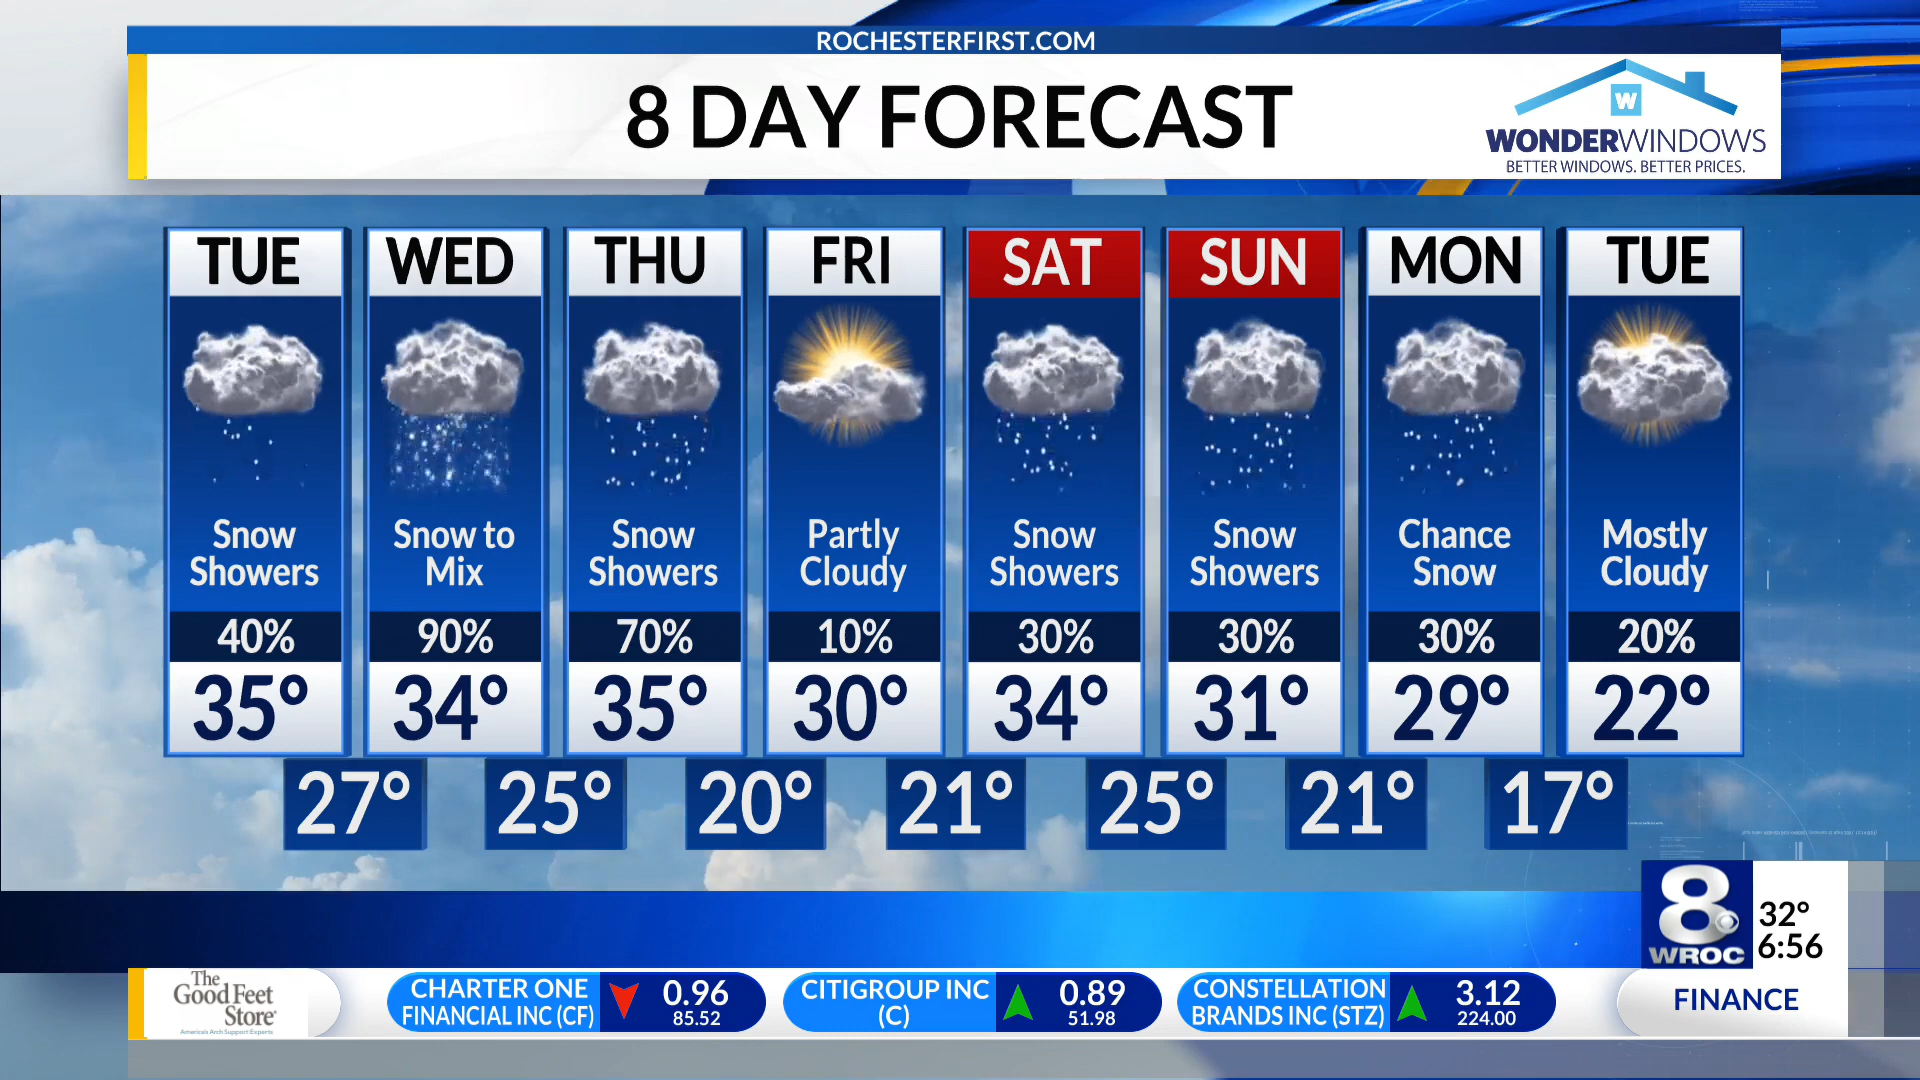 ROCHESTERFIRST.COM
8 DAY FORECAST
W
WONDERWINDOWS
BETTER WINDOWS. BETTER PRICES.
TUE WED THU FRI SAT SUN MON TUE
Snow Showers
Snow to Mix
Snow Showers
Partly Cloudy
Snow Showers
Snow Showers
Chance Snow
Mostly Cloudy
40% 90% 70% 10% 30% 30% 30% 20%
35° 34° 35° 30° 34° 31° 29° 22°
27° 25° 20° 21° 25° 21° 17°
8
WROC
32°
6:56
The
Good Feet
Store
America's Arch Support Experts
CHARTER ONE
FINANCIAL INC (CF)
0.96
85.52
CITIGROUP INC
(C)
0.89
51.98
CONSTELLATION
BRANDS INC (STZ)
3.12
224.00
FINANCE